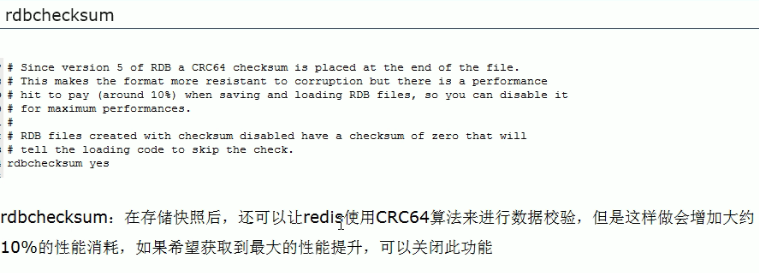 rdbchecksum
# Since version 5 of RDB a CRC64 checksum is placed at the end of the file.
# This makes the format more resistant to corruption but there is a performance
# hit to pay (around 10%) when saving and loading RDB files, so you can disable it
# for maximum performances.
#
# RDB files created with checksum disabled have a checksum of zero that will
# tell the loading code to skip the check.
rdbchecksum yes
rdbchecksum：在存储快照后，还可以让redis使用CRC64算法来进行数据校验，但是这样做会增加大约
10%的性能消耗，如果希望获取到最大的性能提升，可以关闭此功能